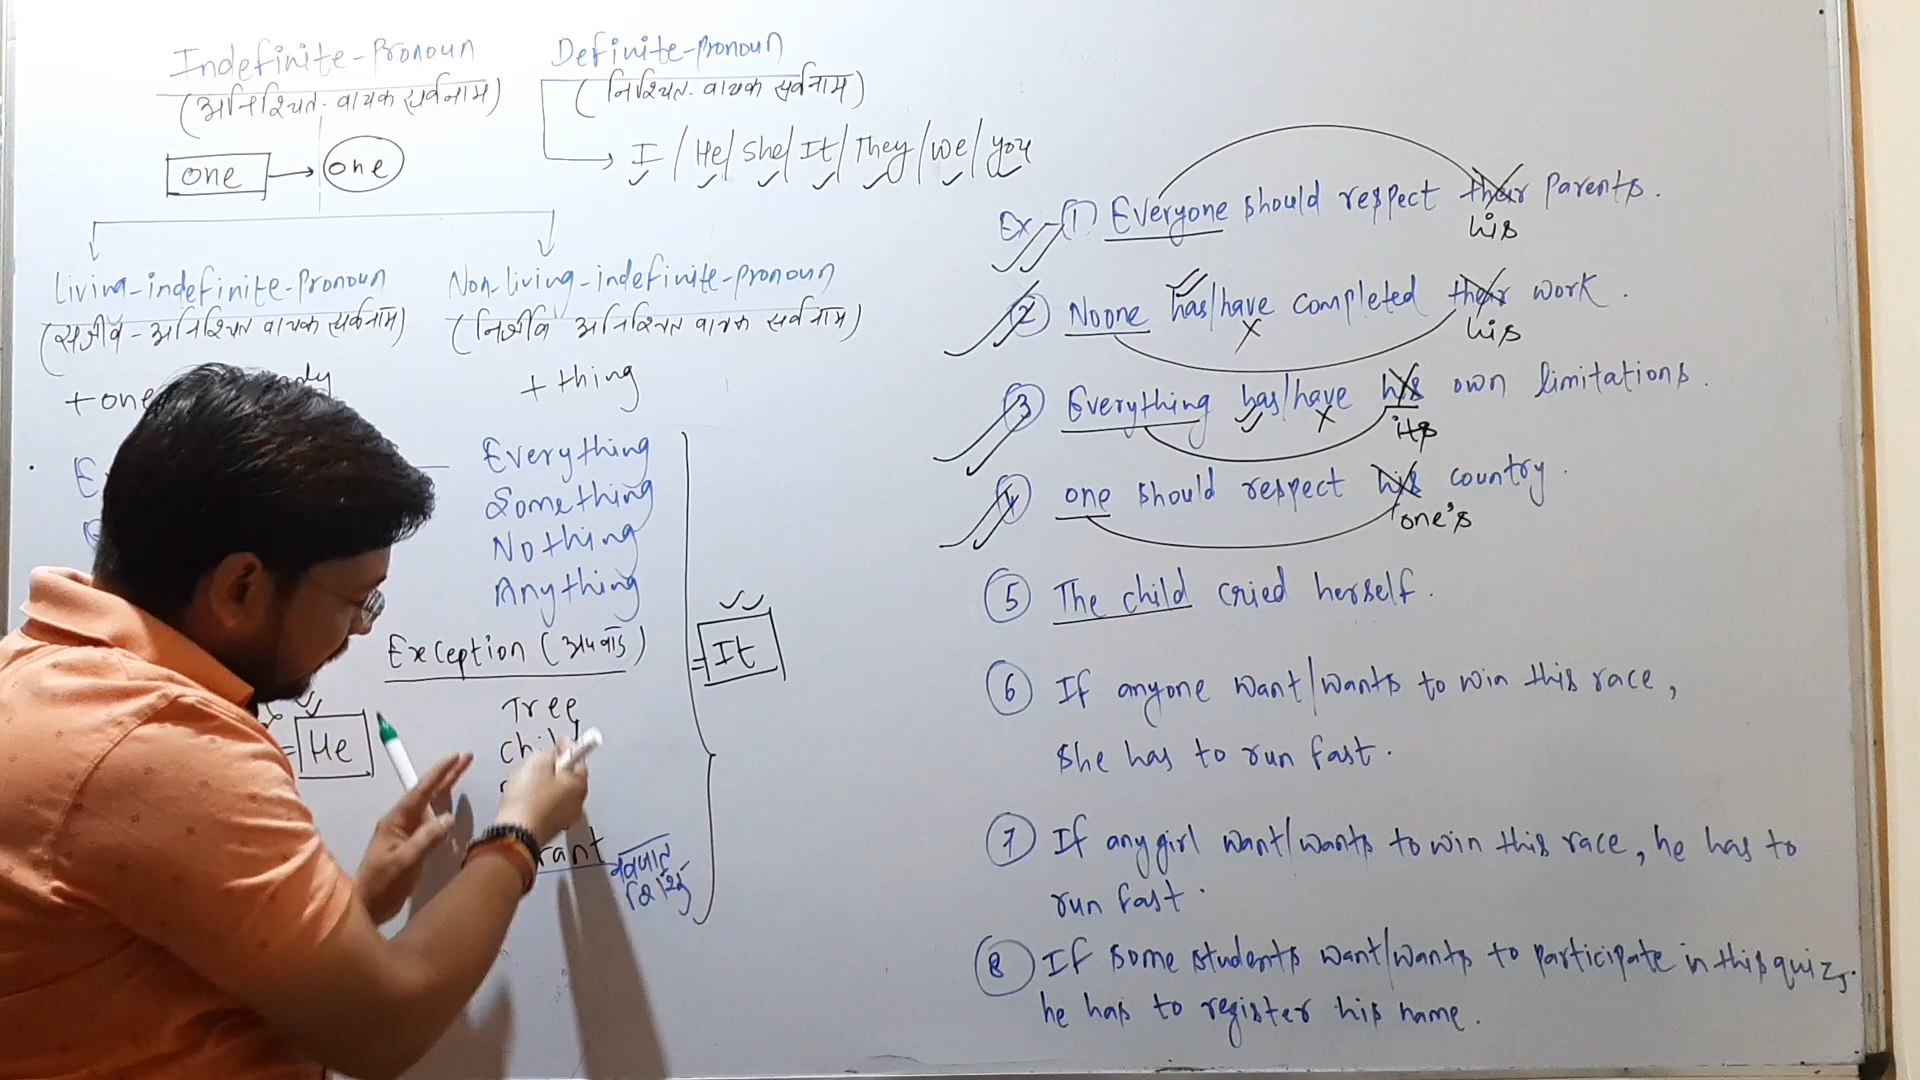 Indefinite-Pronoun
(अनिश्चित-वाचक सर्वनाम)
one → one
Definite-Pronoun
(निश्चित-वाचक सर्वनाम)
I / He / She / It / They / we / you
Living-indefinite-Pronoun
(सजीव-अनिश्चित वाचक सर्वनाम)
+ one
Non-living-indefinite-pronoun
(निर्जीव अनिश्चित वाचक सर्वनाम)
+ thing
Everything
Something
Nothing
Anything
Exception (अपवाद)
Tree
= He
= It
Ex-(1) Everyone should respect their Parents.
his
(2) Noone has/have completed their work.
his
(3) Everything has/have his own limitations.
its
(4) one should respect his country.
one's
(5) The child cried herself.
(6) If anyone want/wants to win this race,
she has to run fast.
(7) If any girl want/wants to win this race, he has to
run fast.
(8) If some students want/wants to participate in this quiz,
he has to register his name.